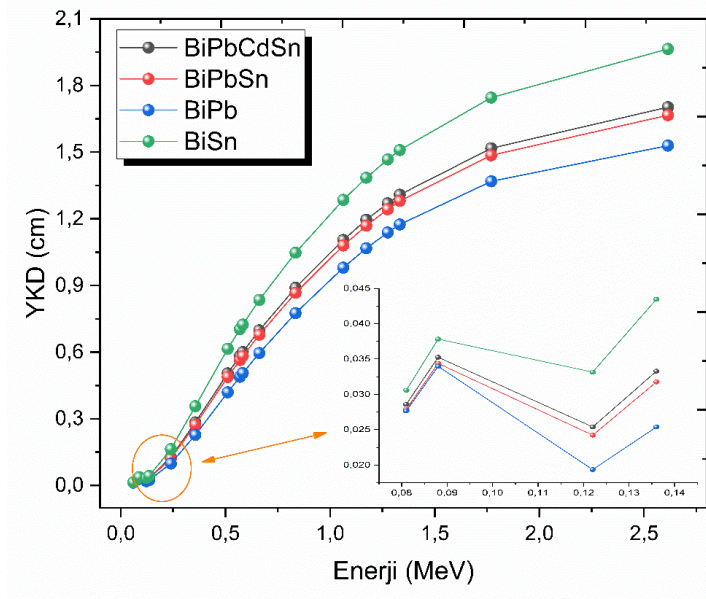 2,1
1,8
1,5
1,2
0,9
0,6
0,3
0,0
YKD (cm)
BiPbCdSn
BiPbSn
BiPb
BiSn
0,045
0,040
0,035
0,030
0,025
0,020
0,08 0,09 0,10 0,11 0,12 0,13 0,14
0,0 0,5 1,0 1,5 2,0 2,5
Enerji (MeV)